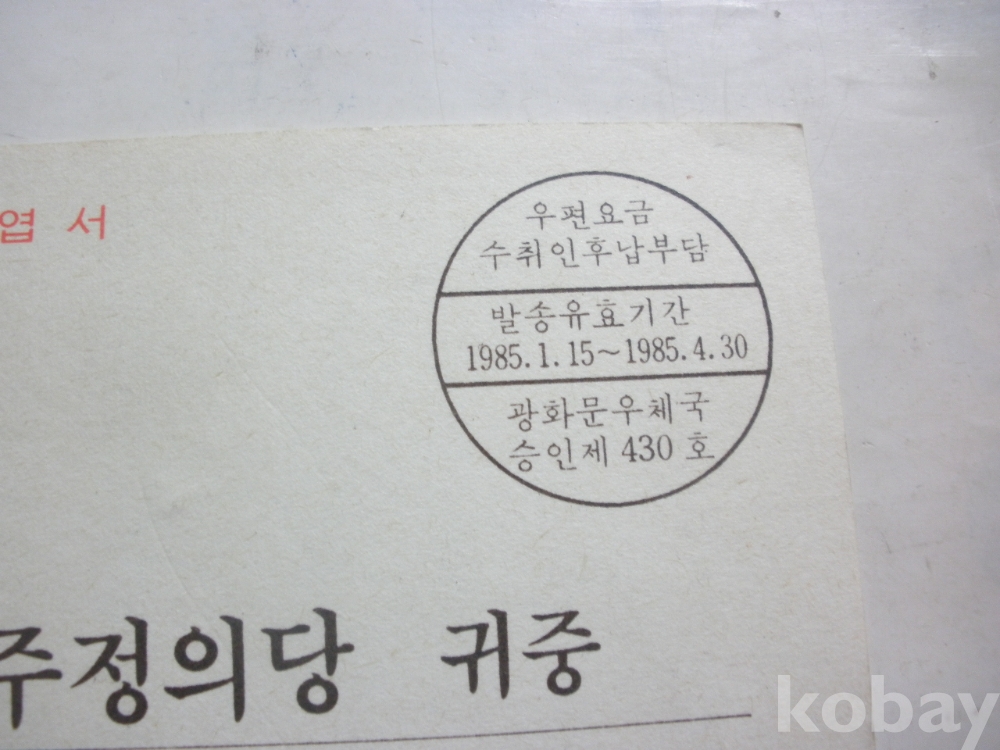 엽 서
우편요금
수취인후납부담
발송유효기간
1985.1.15~1985.4.30
광화문우체국
승인제 430 호
주정의당 귀중
kobay